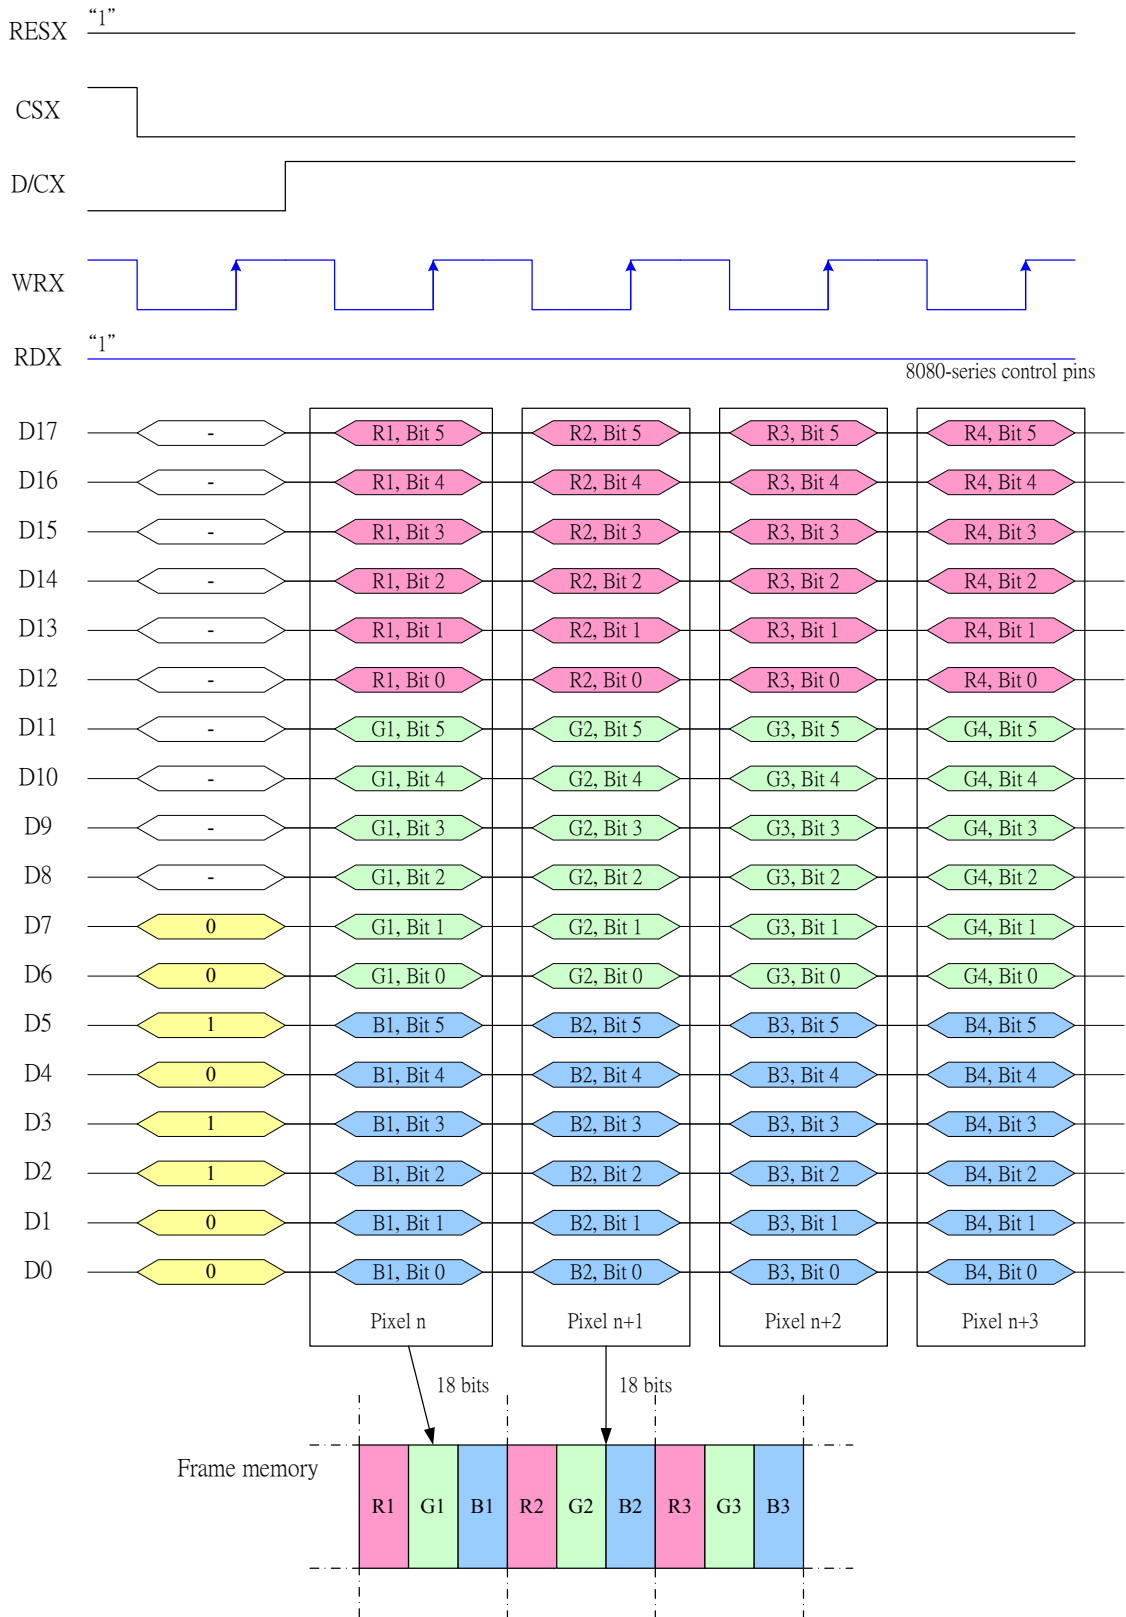 RESX “1”
CSX
D/CX
WRX
RDX “1”
8080-series control pins
D17 - R1, Bit 5 R2, Bit 5 R3, Bit 5 R4, Bit 5
D16 - R1, Bit 4 R2, Bit 4 R3, Bit 4 R4, Bit 4
D15 - R1, Bit 3 R2, Bit 3 R3, Bit 3 R4, Bit 3
D14 - R1, Bit 2 R2, Bit 2 R3, Bit 2 R4, Bit 2
D13 - R1, Bit 1 R2, Bit 1 R3, Bit 1 R4, Bit 1
D12 - R1, Bit 0 R2, Bit 0 R3, Bit 0 R4, Bit 0
D11 - G1, Bit 5 G2, Bit 5 G3, Bit 5 G4, Bit 5
D10 - G1, Bit 4 G2, Bit 4 G3, Bit 4 G4, Bit 4
D9 - G1, Bit 3 G2, Bit 3 G3, Bit 3 G4, Bit 3
D8 - G1, Bit 2 G2, Bit 2 G3, Bit 2 G4, Bit 2
D7 0 G1, Bit 1 G2, Bit 1 G3, Bit 1 G4, Bit 1
D6 0 G1, Bit 0 G2, Bit 0 G3, Bit 0 G4, Bit 0
D5 1 B1, Bit 5 B2, Bit 5 B3, Bit 5 B4, Bit 5
D4 0 B1, Bit 4 B2, Bit 4 B3, Bit 4 B4, Bit 4
D3 1 B1, Bit 3 B2, Bit 3 B3, Bit 3 B4, Bit 3
D2 1 B1, Bit 2 B2, Bit 2 B3, Bit 2 B4, Bit 2
D1 0 B1, Bit 1 B2, Bit 1 B3, Bit 1 B4, Bit 1
D0 0 B1, Bit 0 B2, Bit 0 B3, Bit 0 B4, Bit 0
Pixel n Pixel n+1 Pixel n+2 Pixel n+3
18 bits 18 bits
Frame memory
R1 G1 B1 R2 G2 B2 R3 G3 B3